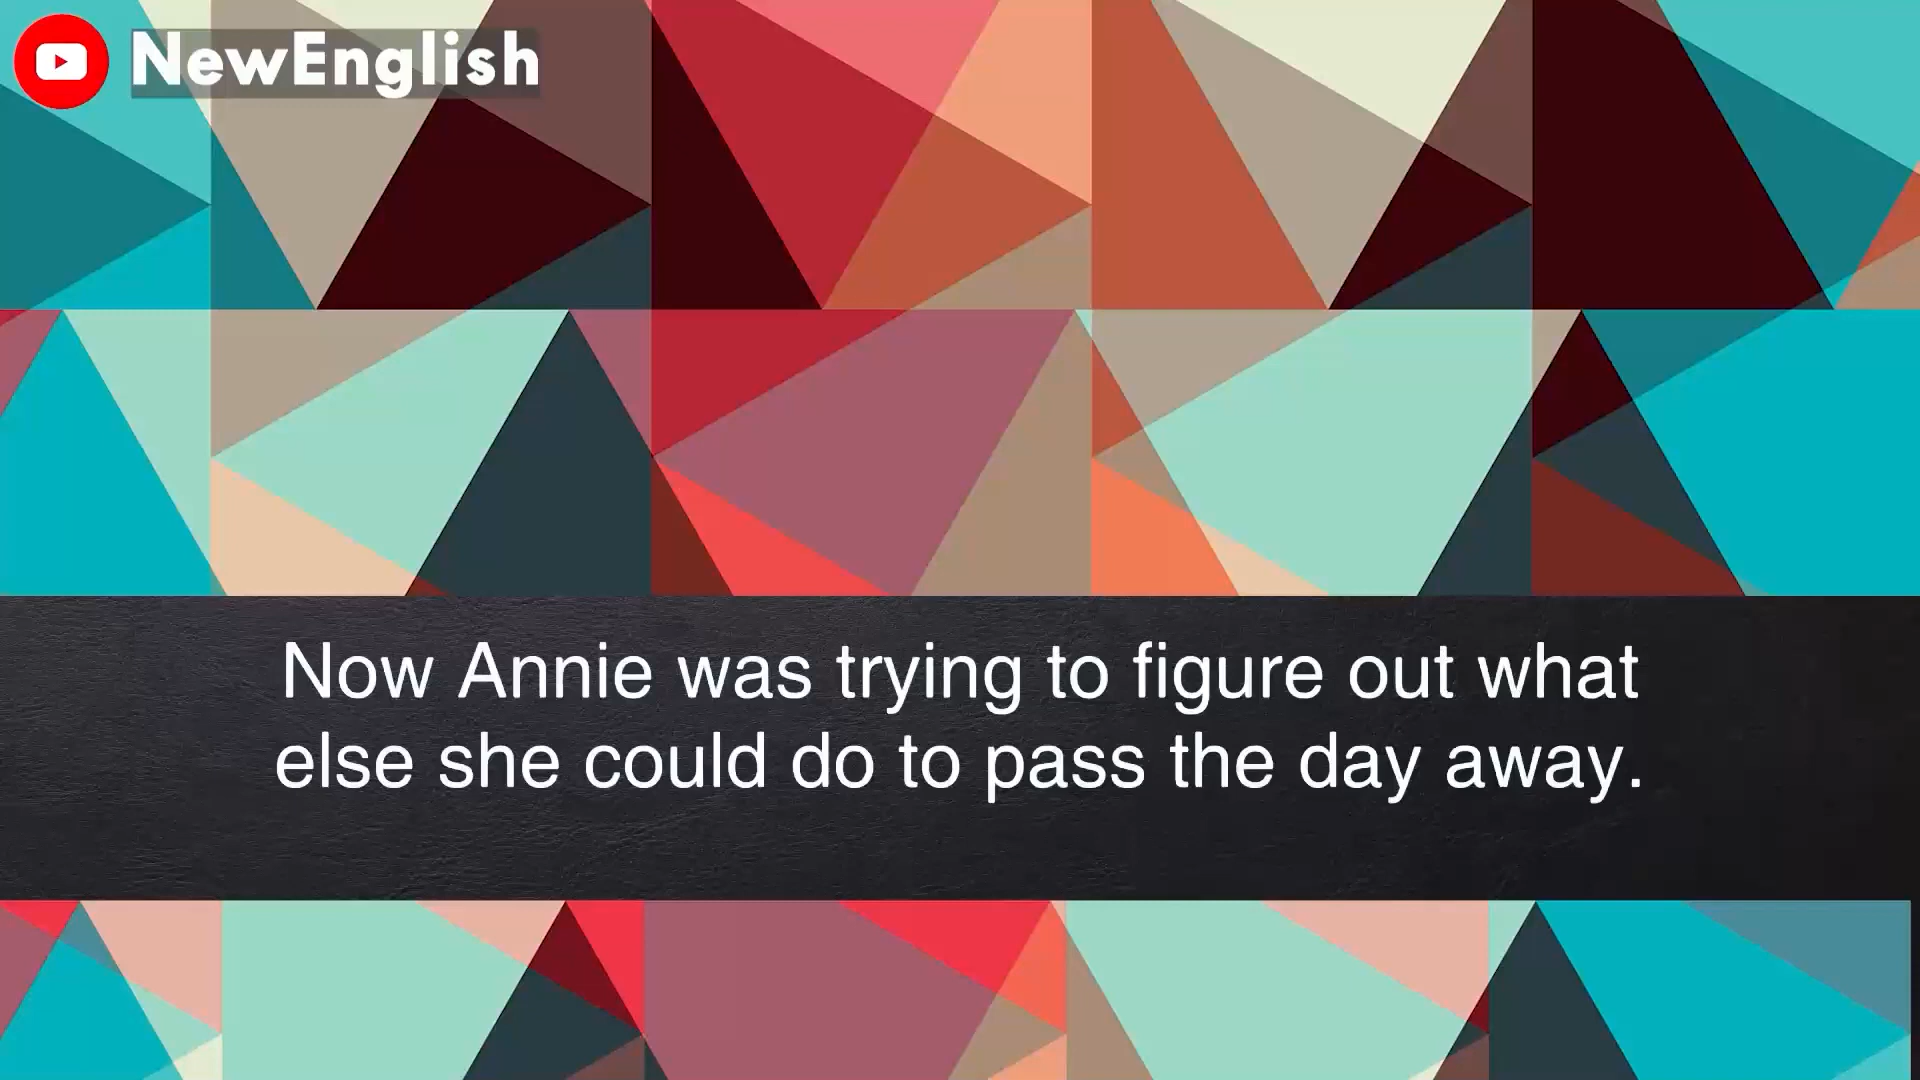 NewEnglish
Now Annie was trying to figure out what
else she could do to pass the day away.